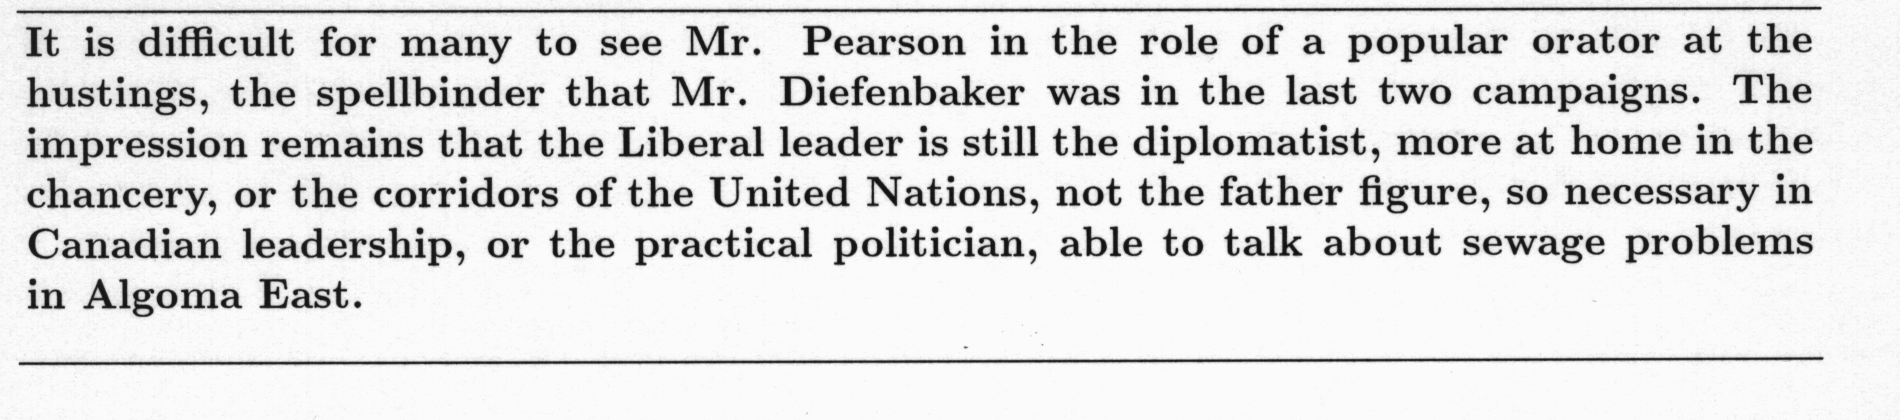 It is difficult for many to see Mr. Pearson in the role of a popular orator at the
hustings, the spellbinder that Mr. Diefenbaker was in the last two campaigns. The
impression remains that the Liberal leader is still the diplomatist, more at home in the
chancery, or the corridors of the United Nations, not the father figure, so necessary in
Canadian leadership, or the practical politician, able to talk about sewage problems
in Algoma East.